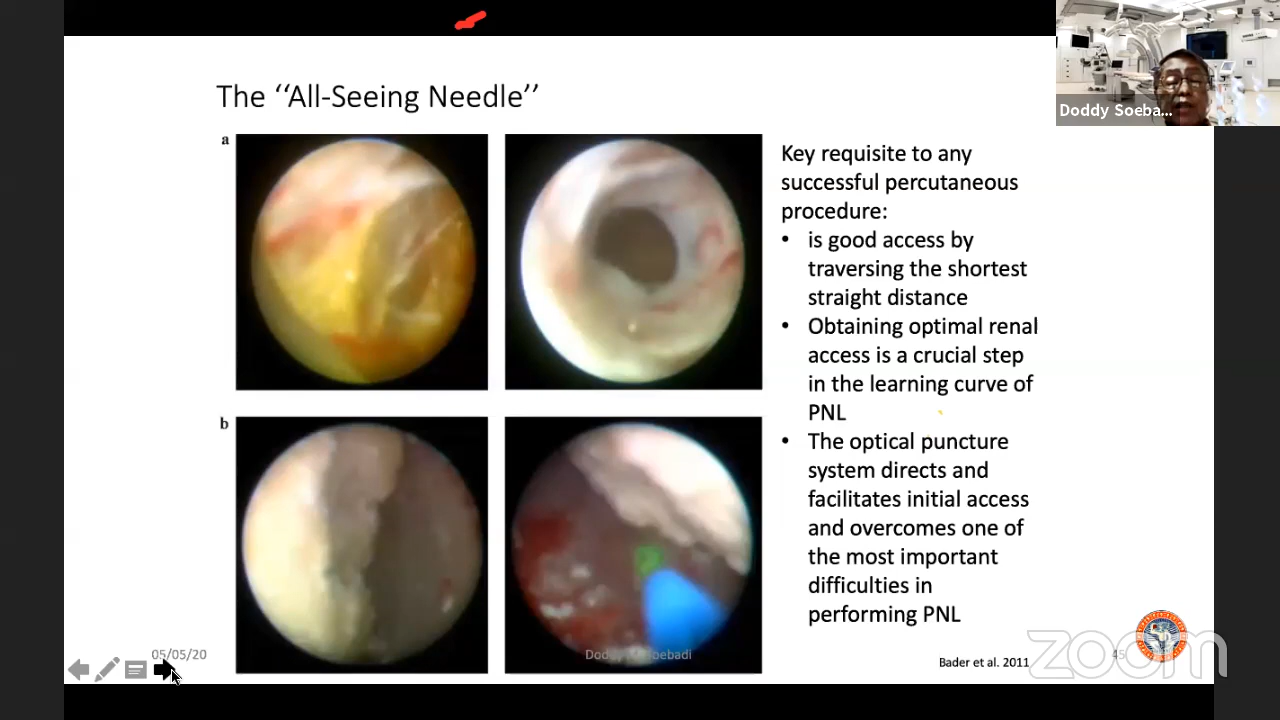 Doddy Soeba...
The ‘‘All-Seeing Needle’’
a
b
Key requisite to any
successful percutaneous
procedure:
• is good access by
traversing the shortest
straight distance
• Obtaining optimal renal
access is a crucial step
in the learning curve of
PNL
• The optical puncture
system directs and
facilitates initial access
and overcomes one of
the most important
difficulties in
performing PNL
05/05/20
Bader et al. 2011
45
zoom